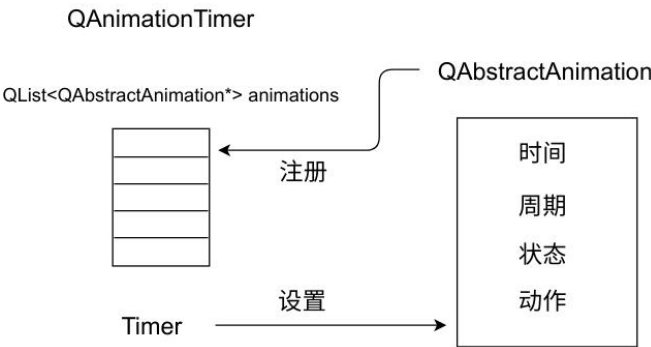 QAnimationTimer
QAbstractAnimation
QList<QAbstractAnimation*> animations
时间
注册
周期
状态
设置
动作
Timer